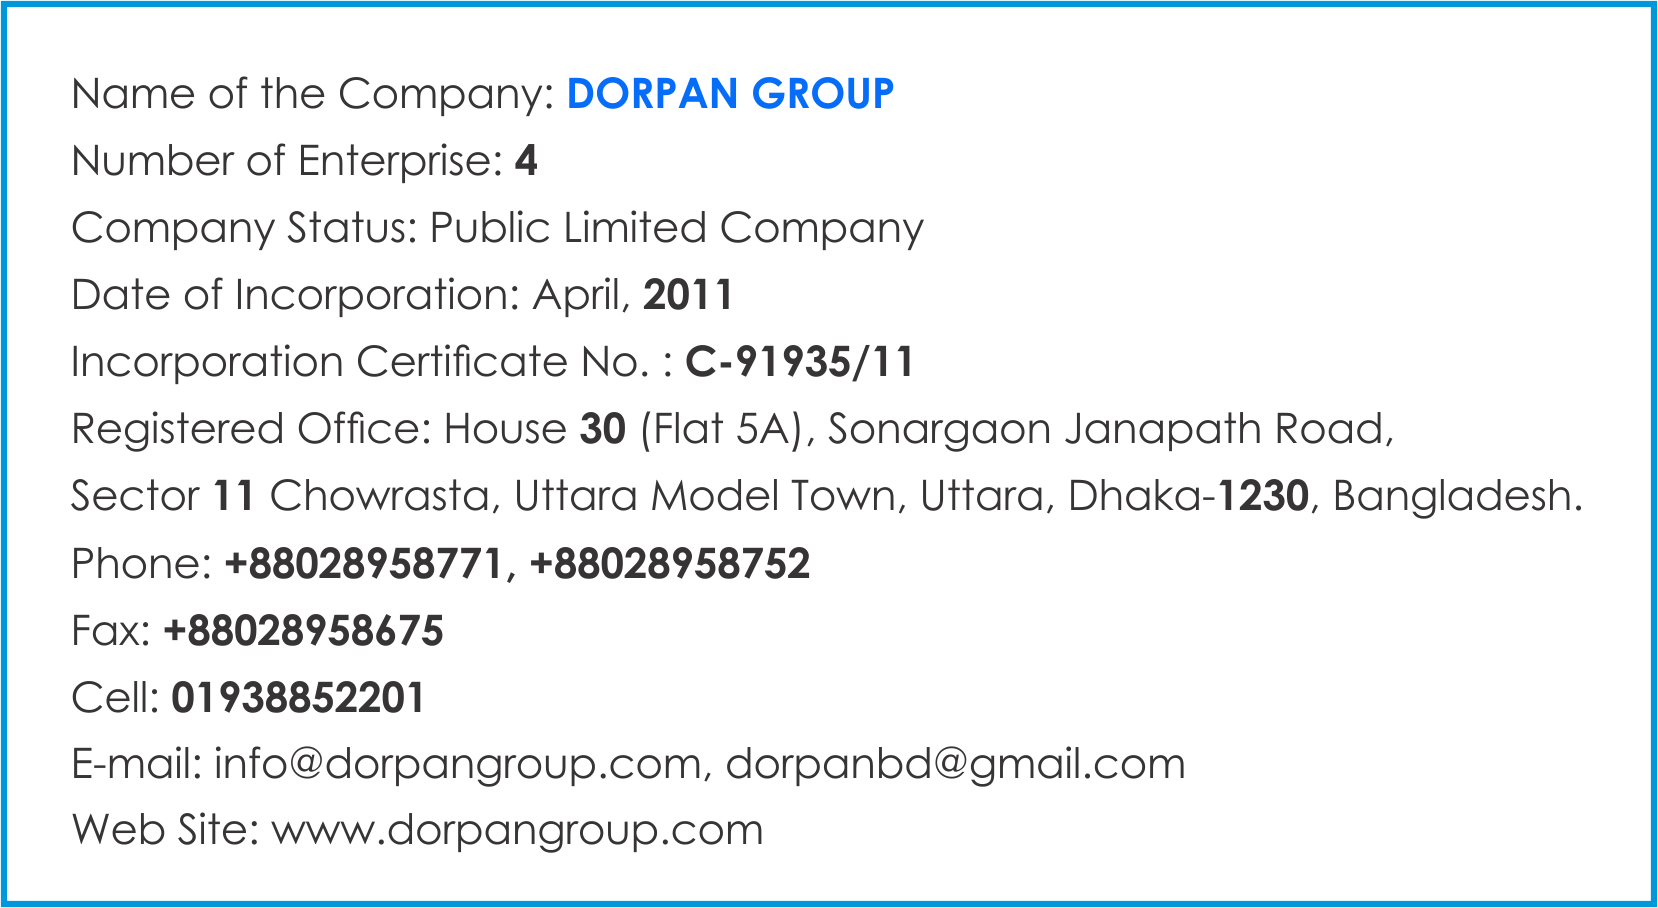 Name of the Company: DORPAN GROUP
Number of Enterprise: 4
Company Status: Public Limited Company
Date of Incorporation: April, 2011
Incorporation Certificate No. : C-91935/11
Registered Office: House 30 (Flat 5A), Sonargaon Janapath Road,
Sector 11 Chowrasta, Uttara Model Town, Uttara, Dhaka-1230, Bangladesh.
Phone: +88028958771, +88028958752
Fax: +88028958675
Cell: 01938852201
E-mail: info@dorpangroup.com, dorpanbd@gmail.com
Web Site: www.dorpangroup.com